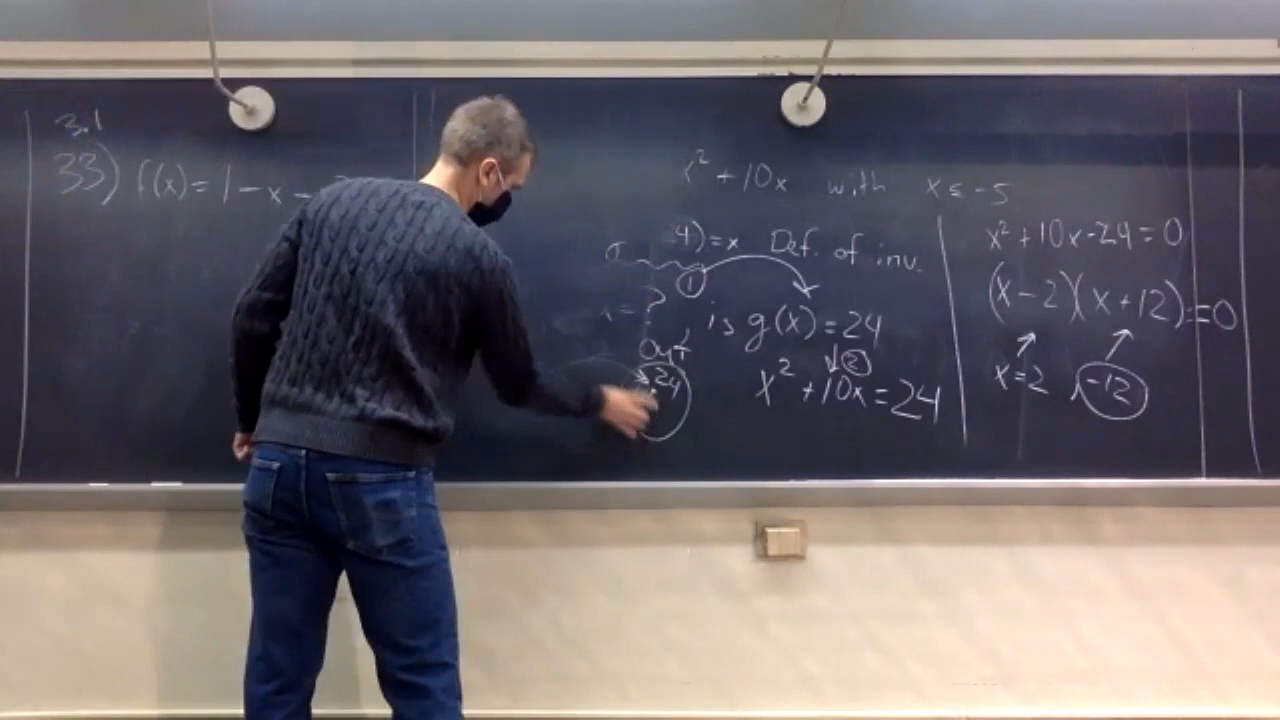 3.1
33) f(x) = 1 - x -
x² + 10x with x ≤ -5
4) = x Def. of inv.
①
= ? is g(x) = 24
Out
②
24 x² + 10x = 24
x² + 10x - 24 = 0
(x - 2)(x + 12) = 0
x = 2, -12